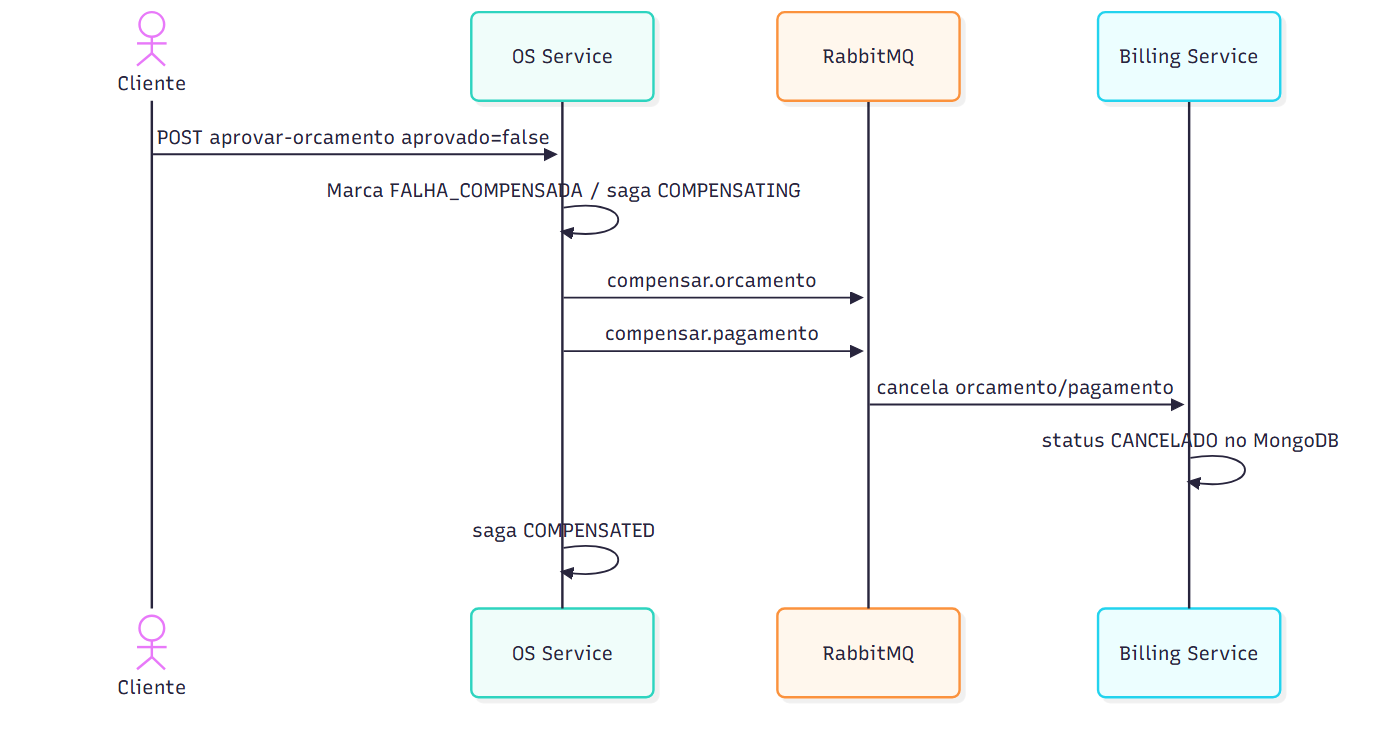 Cliente
OS Service
RabbitMQ
Billing Service
POST aprovar-orcamento aprovado=false
Marca FALHA_COMPENSADA / saga COMPENSATING
compensar.orcamento
compensar.pagamento
cancela orcamento/pagamento
status CANCELADO no MongoDB
saga COMPENSATED
Cliente
OS Service
RabbitMQ
Billing Service